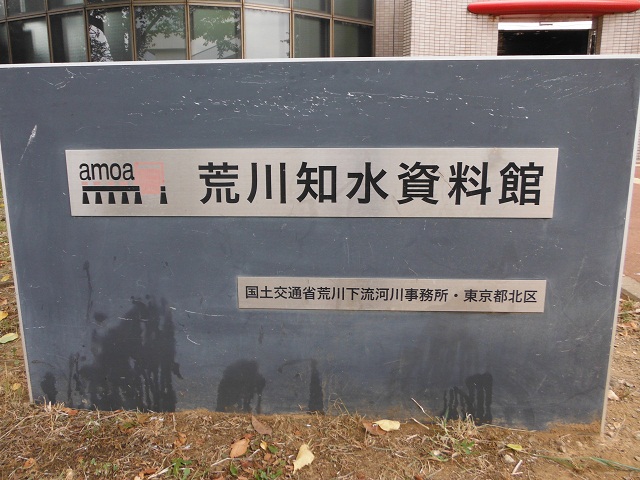 amoa
荒川知水資料館
国土交通省荒川下流河川事務所・東京都北区